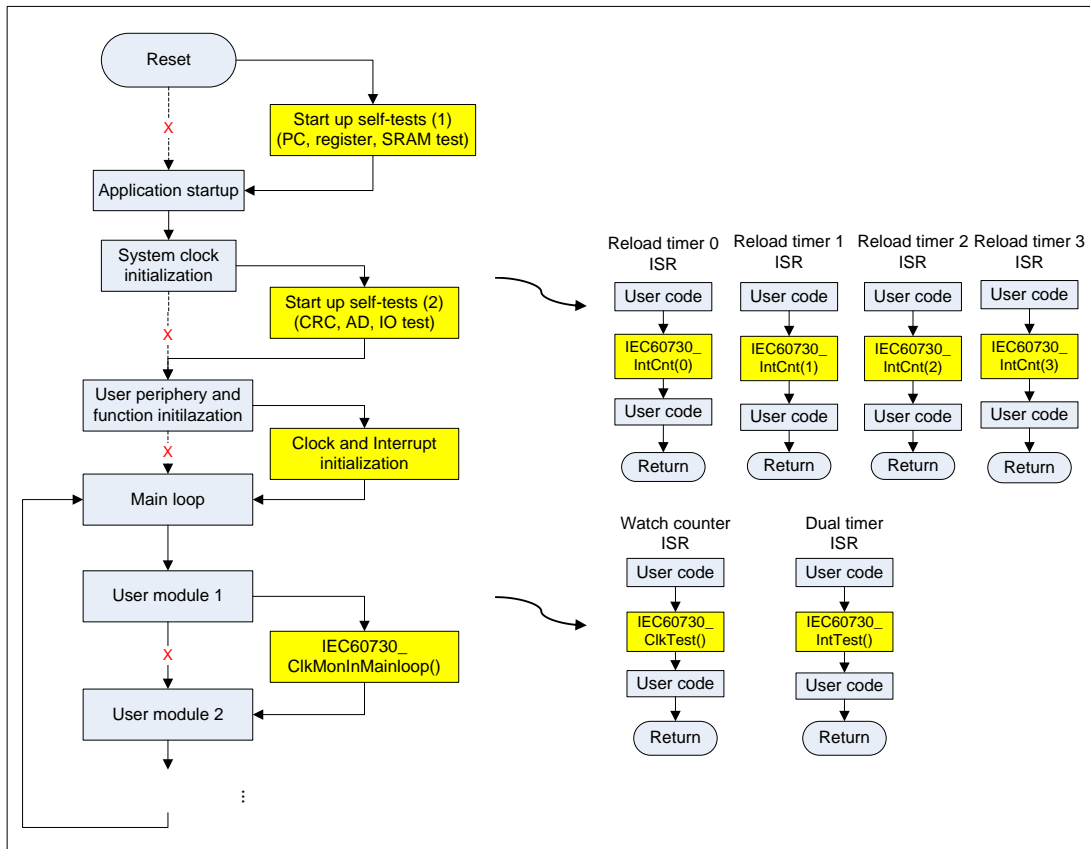 Reset
X
Start up self-tests (1)
(PC, register, SRAM test)
Application startup
System clock
initialization
Start up self-tests (2)
(CRC, AD, IO test)
X
User periphery and
function initilazation
X
Clock and Interrupt
initialization
Main loop
User module 1
X
IEC60730_
ClkMonInMainloop()
User module 2
...
Reload timer 0
ISR
User code
IEC60730_
IntCnt(0)
User code
Return
Reload timer 1
ISR
User code
IEC60730_
IntCnt(1)
User code
Return
Reload timer 2
ISR
User code
IEC60730_
IntCnt(2)
User code
Return
Reload timer 3
ISR
User code
IEC60730_
IntCnt(3)
User code
Return
Watch counter
ISR
User code
IEC60730_
ClkTest()
User code
Return
Dual timer
ISR
User code
IEC60730_
IntTest()
User code
Return